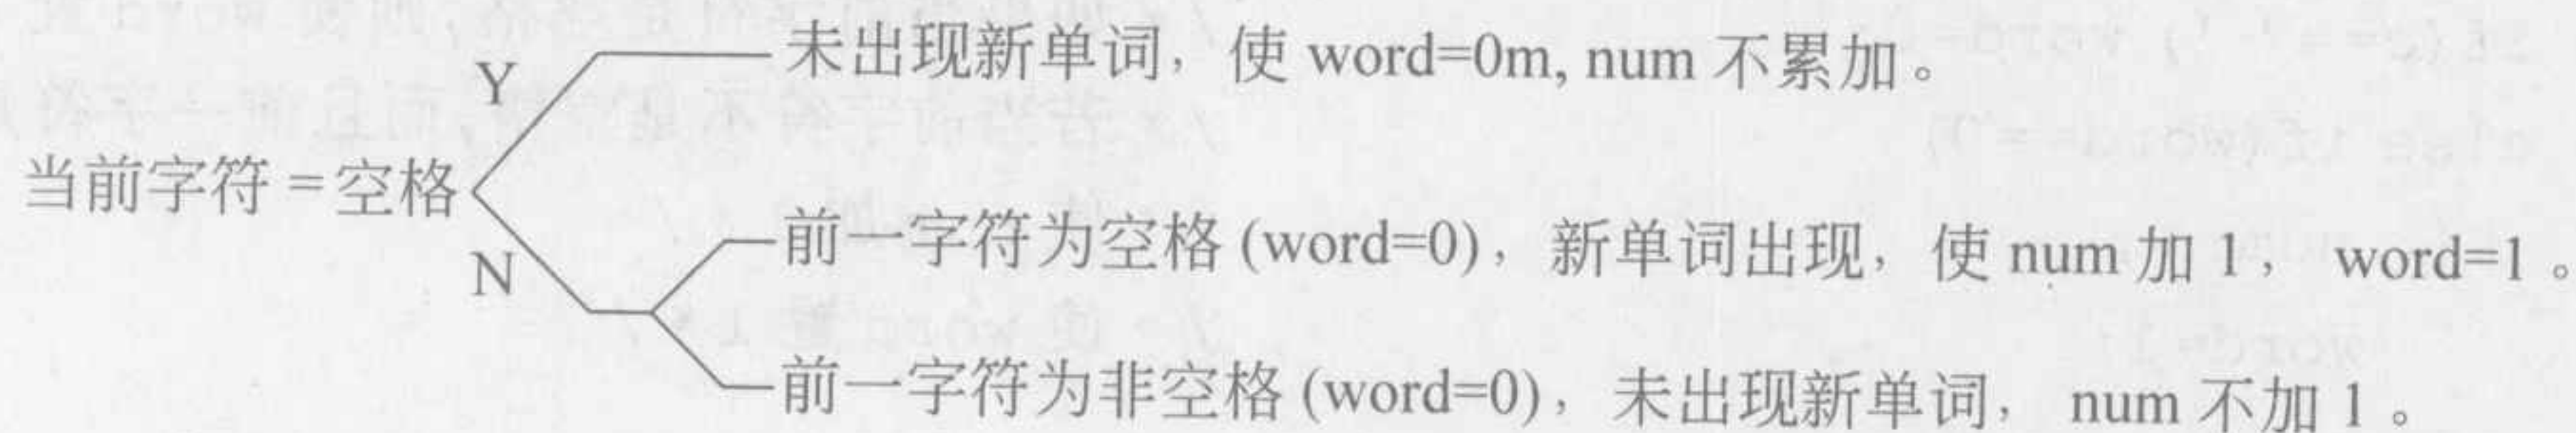 Y 未出现新单词，使 word=0m, num 不累加。
当前字符=空格
N 前一字符为空格 (word=0)，新单词出现，使 num 加 1， word=1。
前一字符为非空格 (word=0)，未出现新单词， num 不加 1。